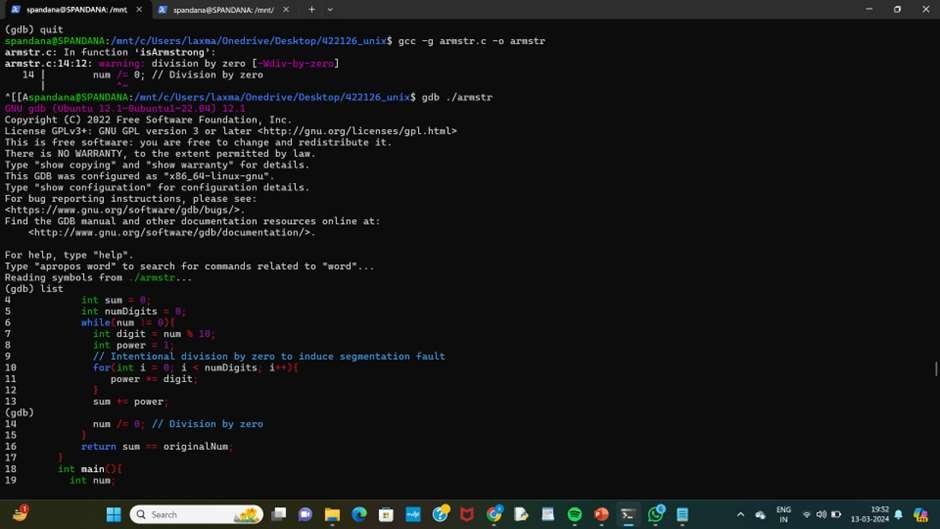 spandana@SPANDANA: /mnt, spandana@SPANDANA: /mnt/
(gdb) quit
spandana@SPANDANA:/mnt/c/Users/laxma/Onedrive/Desktop/422126_unix$ gcc -g armstr.c -o armstr
armstr.c: In function 'isArmstrong':
armstr.c:14:12: warning: division by zero [-Wdiv-by-zero]
14 | num /= 0; // Division by zero
| ^~
^[[Aspandana@SPANDANA:/mnt/c/Users/laxma/Onedrive/Desktop/422126_unix$ gdb ./armstr
GNU gdb (Ubuntu 12.1-0ubuntu1~22.04) 12.1
Copyright (C) 2022 Free Software Foundation, Inc.
License GPLv3+: GNU GPL version 3 or later <http://gnu.org/licenses/gpl.html>
This is free software: you are free to change and redistribute it.
There is NO WARRANTY, to the extent permitted by law.
Type "show copying" and "show warranty" for details.
This GDB was configured as "x86_64-linux-gnu".
Type "show configuration" for configuration details.
For bug reporting instructions, please see:
<https://www.gnu.org/software/gdb/bugs/>.
Find the GDB manual and other documentation resources online at:
<http://www.gnu.org/software/gdb/documentation/>.
For help, type "help".
Type "apropos word" to search for commands related to "word"...
Reading symbols from ./armstr...
(gdb) list
4 int sum = 0;
5 int numDigits = 0;
6 while(num != 0){
7 int digit = num % 10;
8 int power = 1;
9 // Intentional division by zero to induce segmentation fault
10 for(int i = 0; i < numDigits; i++){
11 power *= digit;
12 }
13 sum += power;
(gdb)
14 num /= 0; // Division by zero
15 }
16 return sum == originalNum;
17 }
18 int main(){
19 int num;
Search
ENG
IN
19:52
13-03-2024